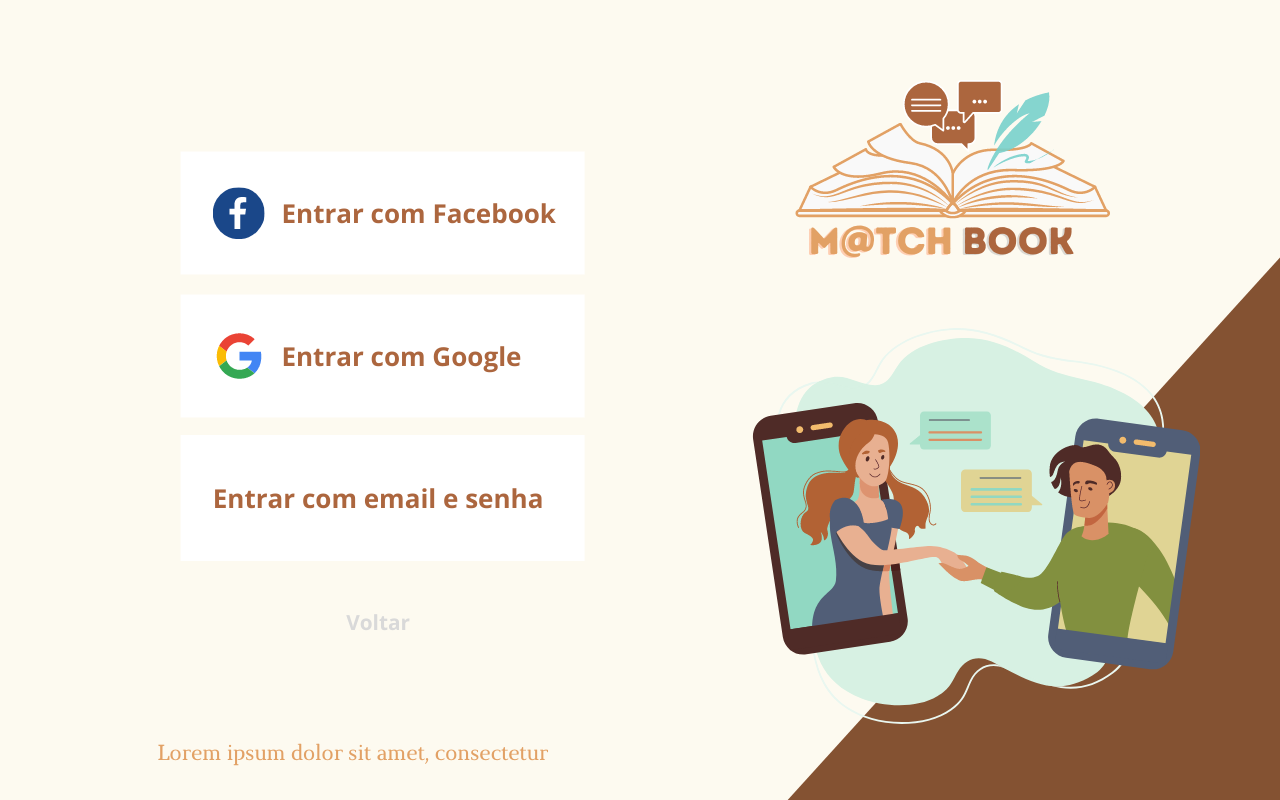 Entrar com Facebook
Entrar com Google
Entrar com email e senha
Voltar
Lorem ipsum dolor sit amet, consectetur
M@TCH BOOK